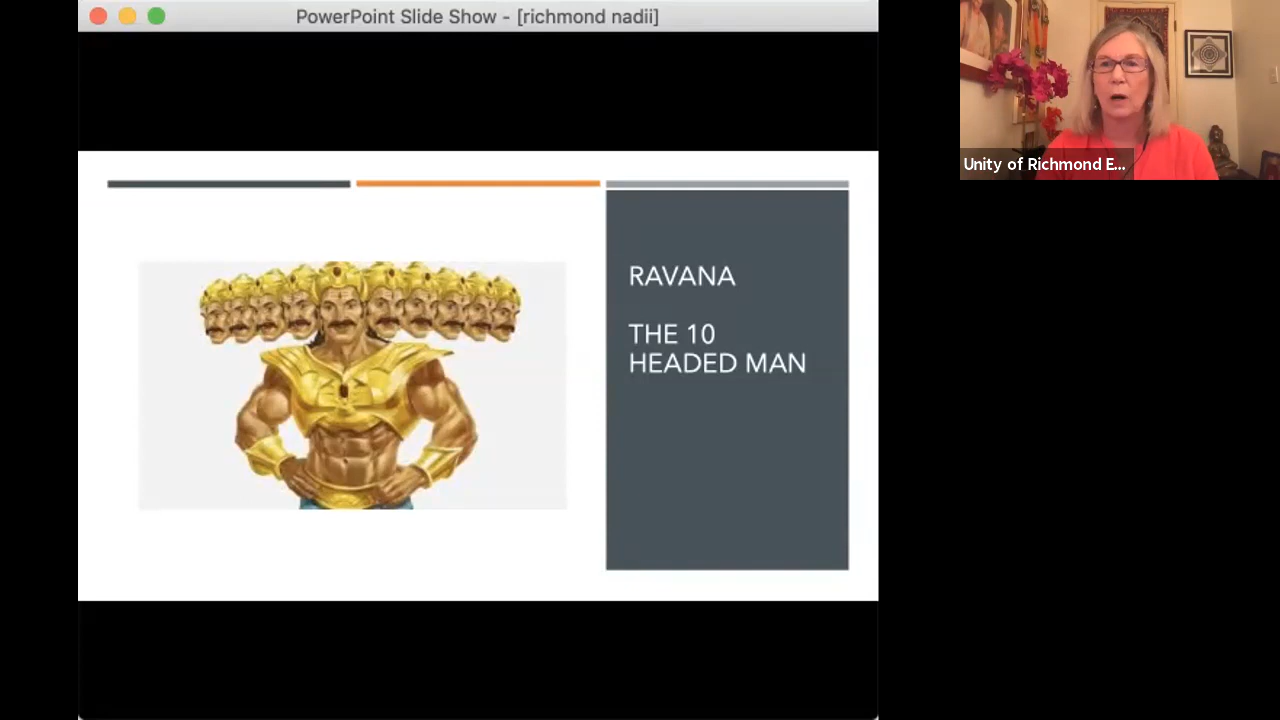 PowerPoint Slide Show - [richmond nadii]
Unity of Richmond E...
RAVANA
THE 10
HEADED MAN